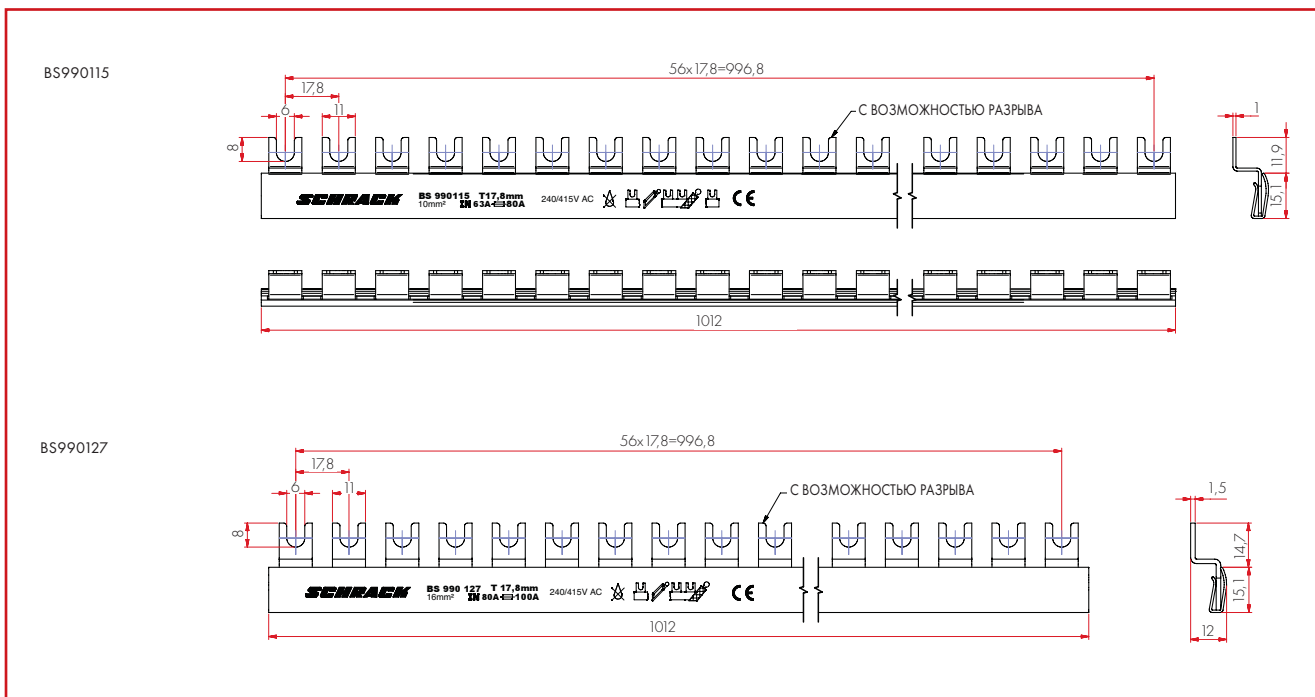 BS990115
56x17,8=996,8
17,8
6
11
8
С ВОЗМОЖНОСТЬЮ РАЗРЫВА
1
11,9
15,1
SCHRACK BS 990115 T17,8mm 240/415V AC CE
10mm² IN 63A 80A
1012
BS990127
56x17,8=996,8
17,8
6
11
8
С ВОЗМОЖНОСТЬЮ РАЗРЫВА
1,5
14,7
15,1
12
SCHRACK BS 990 127 T 17,8mm 240/415V AC CE
16mm² IN 80A 100A
1012